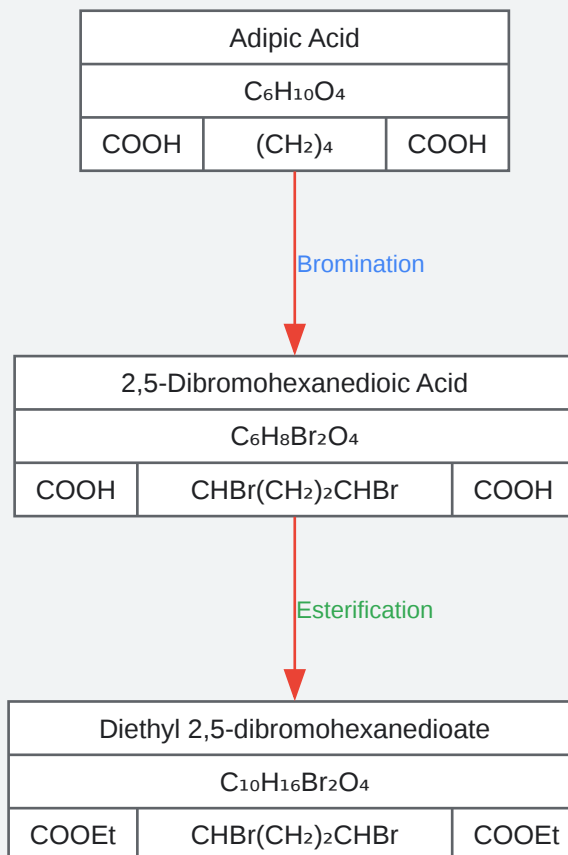 Adipic Acid
C₆H₁₀O₄
COOH (CH₂)₄ COOH
Bromination
2,5-Dibromohexanedioic Acid
C₆H₈Br₂O₄
COOH CHBr(CH₂)₂CHBr COOH
Esterification
Diethyl 2,5-dibromohexanedioate
C₁₀H₁₆Br₂O₄
COOEt CHBr(CH₂)₂CHBr COOEt